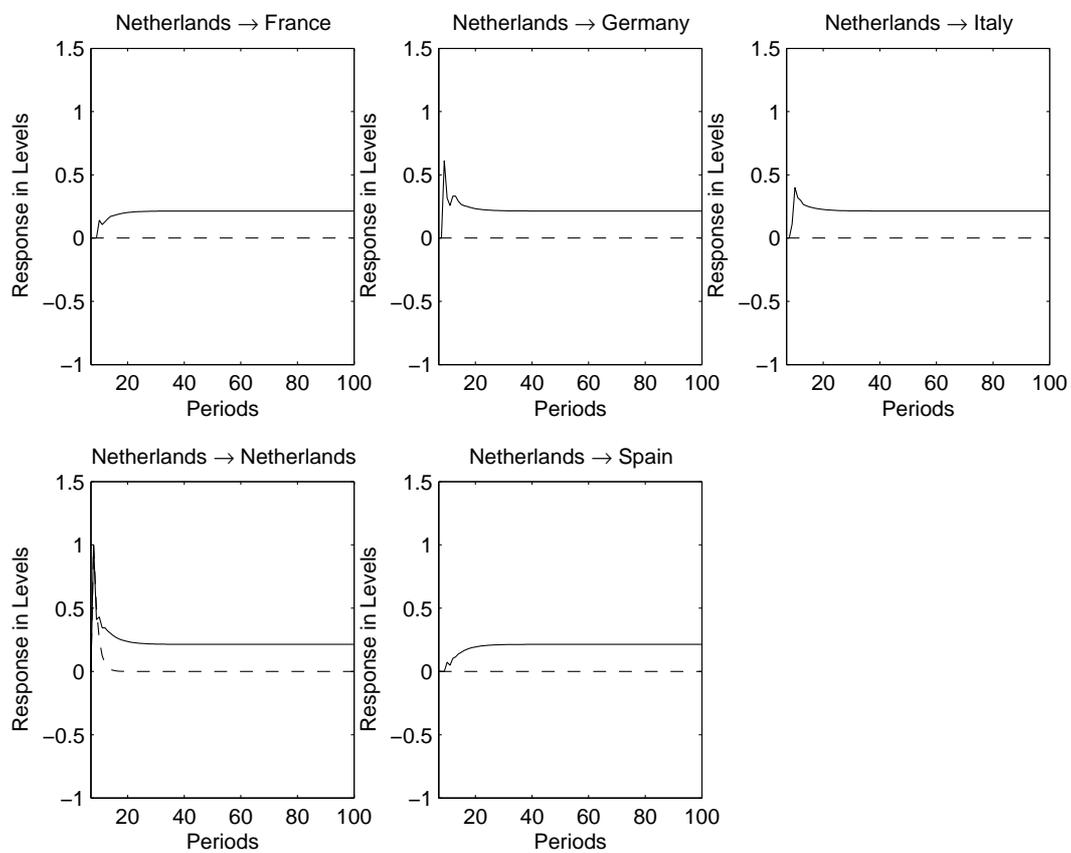 Netherlands → France
Netherlands → Germany
Netherlands → Italy
1.5
1
0.5
0
−0.5
−1
Response in Levels
20 40 60 80 100
Periods
1.5
1
0.5
0
−0.5
−1
Response in Levels
20 40 60 80 100
Periods
1.5
1
0.5
0
−0.5
−1
Response in Levels
20 40 60 80 100
Periods
Netherlands → Netherlands
Netherlands → Spain
1.5
1
0.5
0
−0.5
−1
Response in Levels
20 40 60 80 100
Periods
1.5
1
0.5
0
−0.5
−1
Response in Levels
20 40 60 80 100
Periods